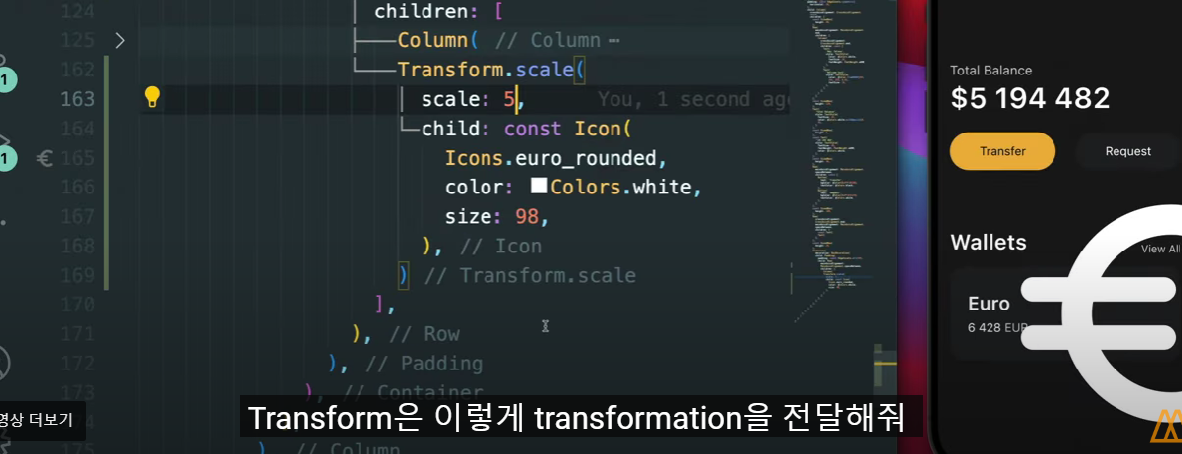 124 children: [
125 Column( // Column
162 Transform.scale(
163 scale: 5, You, 1 second ago
164 child: const Icon(
165 Icons.euro_rounded,
166 color: Colors.white,
167 size: 98,
168 ), // Icon
169 ) // Transform.scale
170 ],
171 ), // Row
172 ), // Padding
173 ), // Container
175 ), // Column
1
1
영상 더보기
Transform은 이렇게 transformation을 전달해줘
Total Balance
$5 194 482
Transfer
Request
Wallets
View All
Euro
6 428 EUR